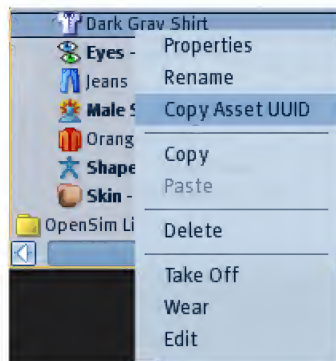 Dark Gray Shirt
Properties
Eyes -
Rename
Jeans
Copy Asset UUID
Male S
Orang
Copy
Shape
Paste
Skin -
OpenSim Li
Delete
Take Off
Wear
Edit